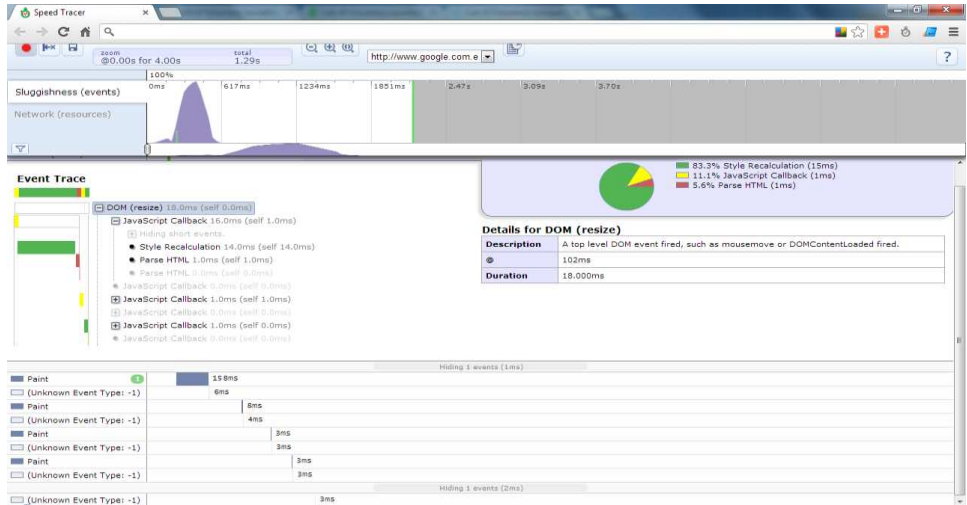 Speed Tracer ×
zoom total
@0.00s for 4.00s 1.29s
http://www.google.com.e
?
100%
Sluggishness (events)
0ms 617ms 1234ms 1851ms 2.47s 3.09s 3.70s
Network (resources)
Event Trace
83.3% Style Recalculation (15ms)
11.1% JavaScript Callback (1ms)
5.6% Parse HTML (1ms)
DOM (resize) 18.0ms (self 0.0ms)
JavaScript Callback 16.0ms (self 1.0ms)
Hiding short events.
Style Recalculation 14.0ms (self 14.0ms)
Parse HTML 1.0ms (self 1.0ms)
Parse HTML 0.0ms (self 0.0ms)
JavaScript Callback 0.0ms (self 0.0ms)
JavaScript Callback 1.0ms (self 1.0ms)
JavaScript Callback 0.0ms (self 0.0ms)
JavaScript Callback 1.0ms (self 0.0ms)
JavaScript Callback 0.0ms (self 0.0ms)
Details for DOM (resize)
Description A top level DOM event fired, such as mousemove or DOMContentLoaded fired.
@ 102ms
Duration 18.000ms
Hiding 1 events (1ms)
Paint 1 158ms
(Unknown Event Type: -1) 6ms
Paint 8ms
(Unknown Event Type: -1) 4ms
Paint 3ms
(Unknown Event Type: -1) 3ms
Paint 3ms
(Unknown Event Type: -1) 3ms
Hiding 1 events (2ms)
(Unknown Event Type: -1) 3ms